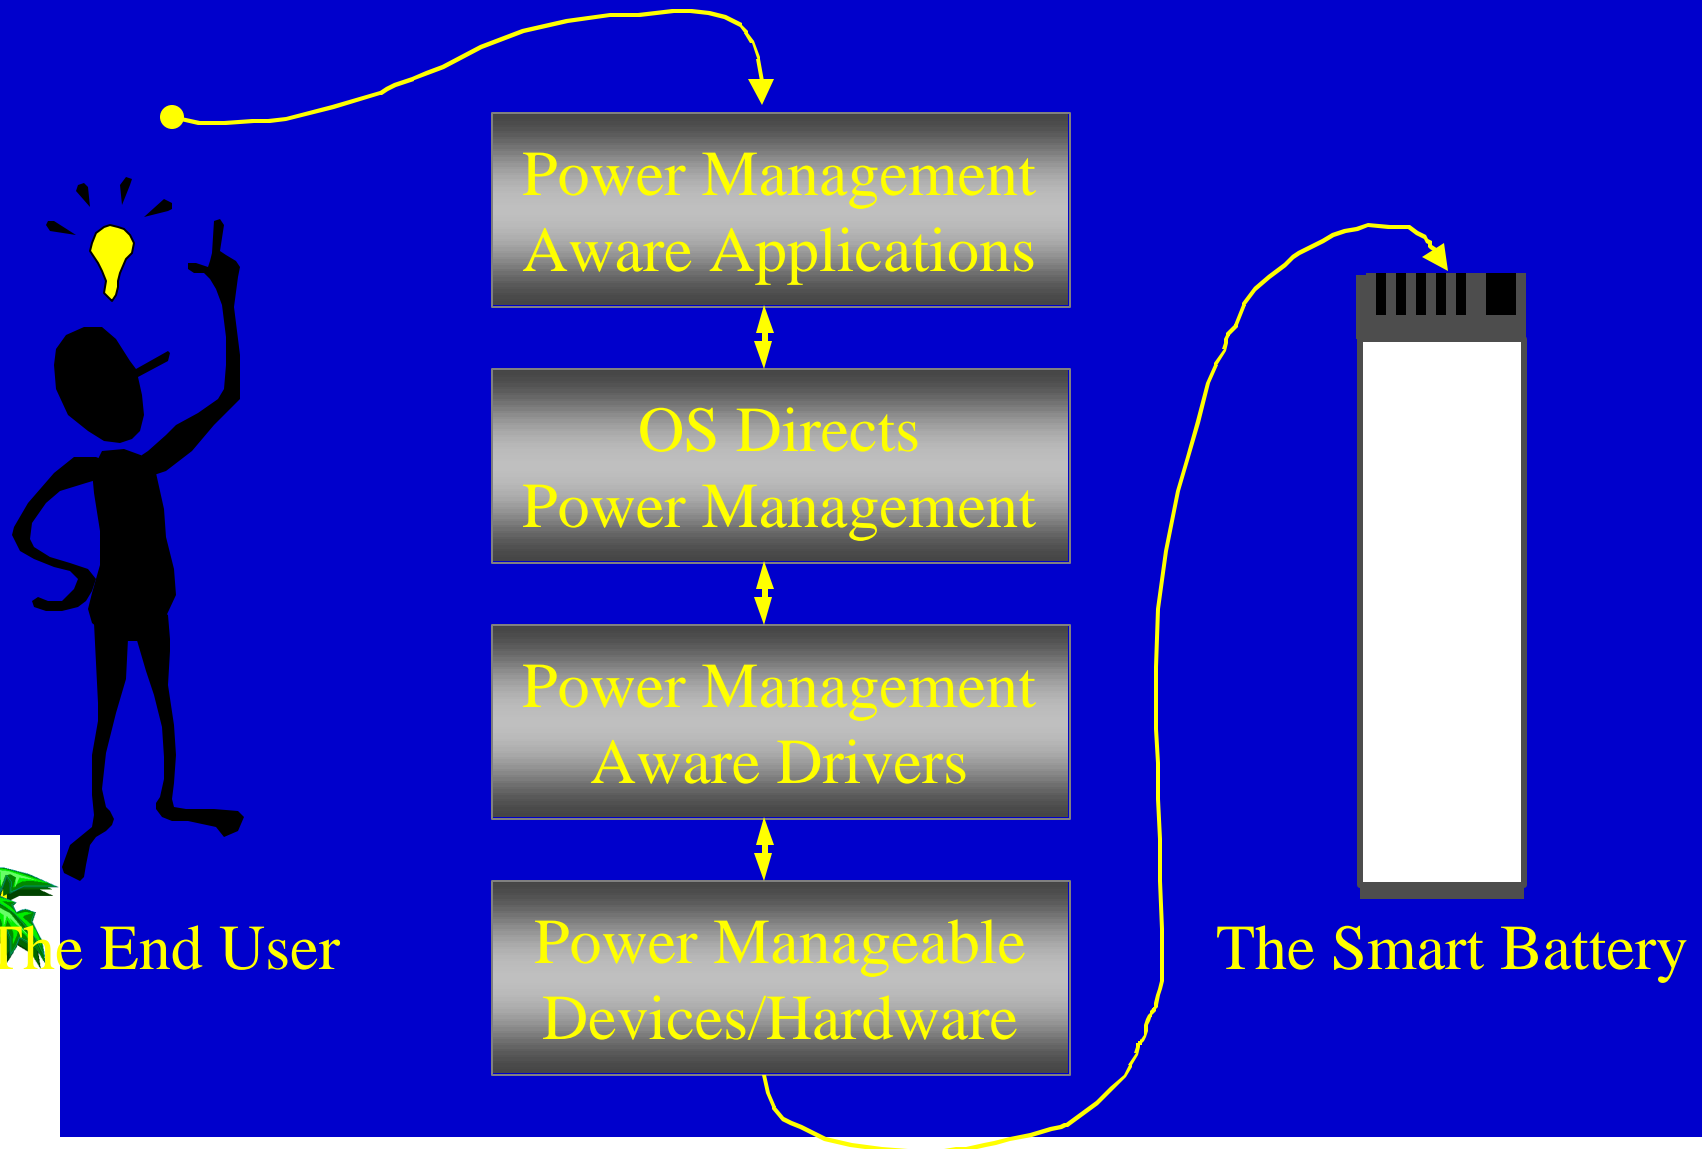 Power Management
Aware Applications
OS Directs
Power Management
Power Management
Aware Drivers
Power Manageable
Devices/Hardware
The End User
The Smart Battery